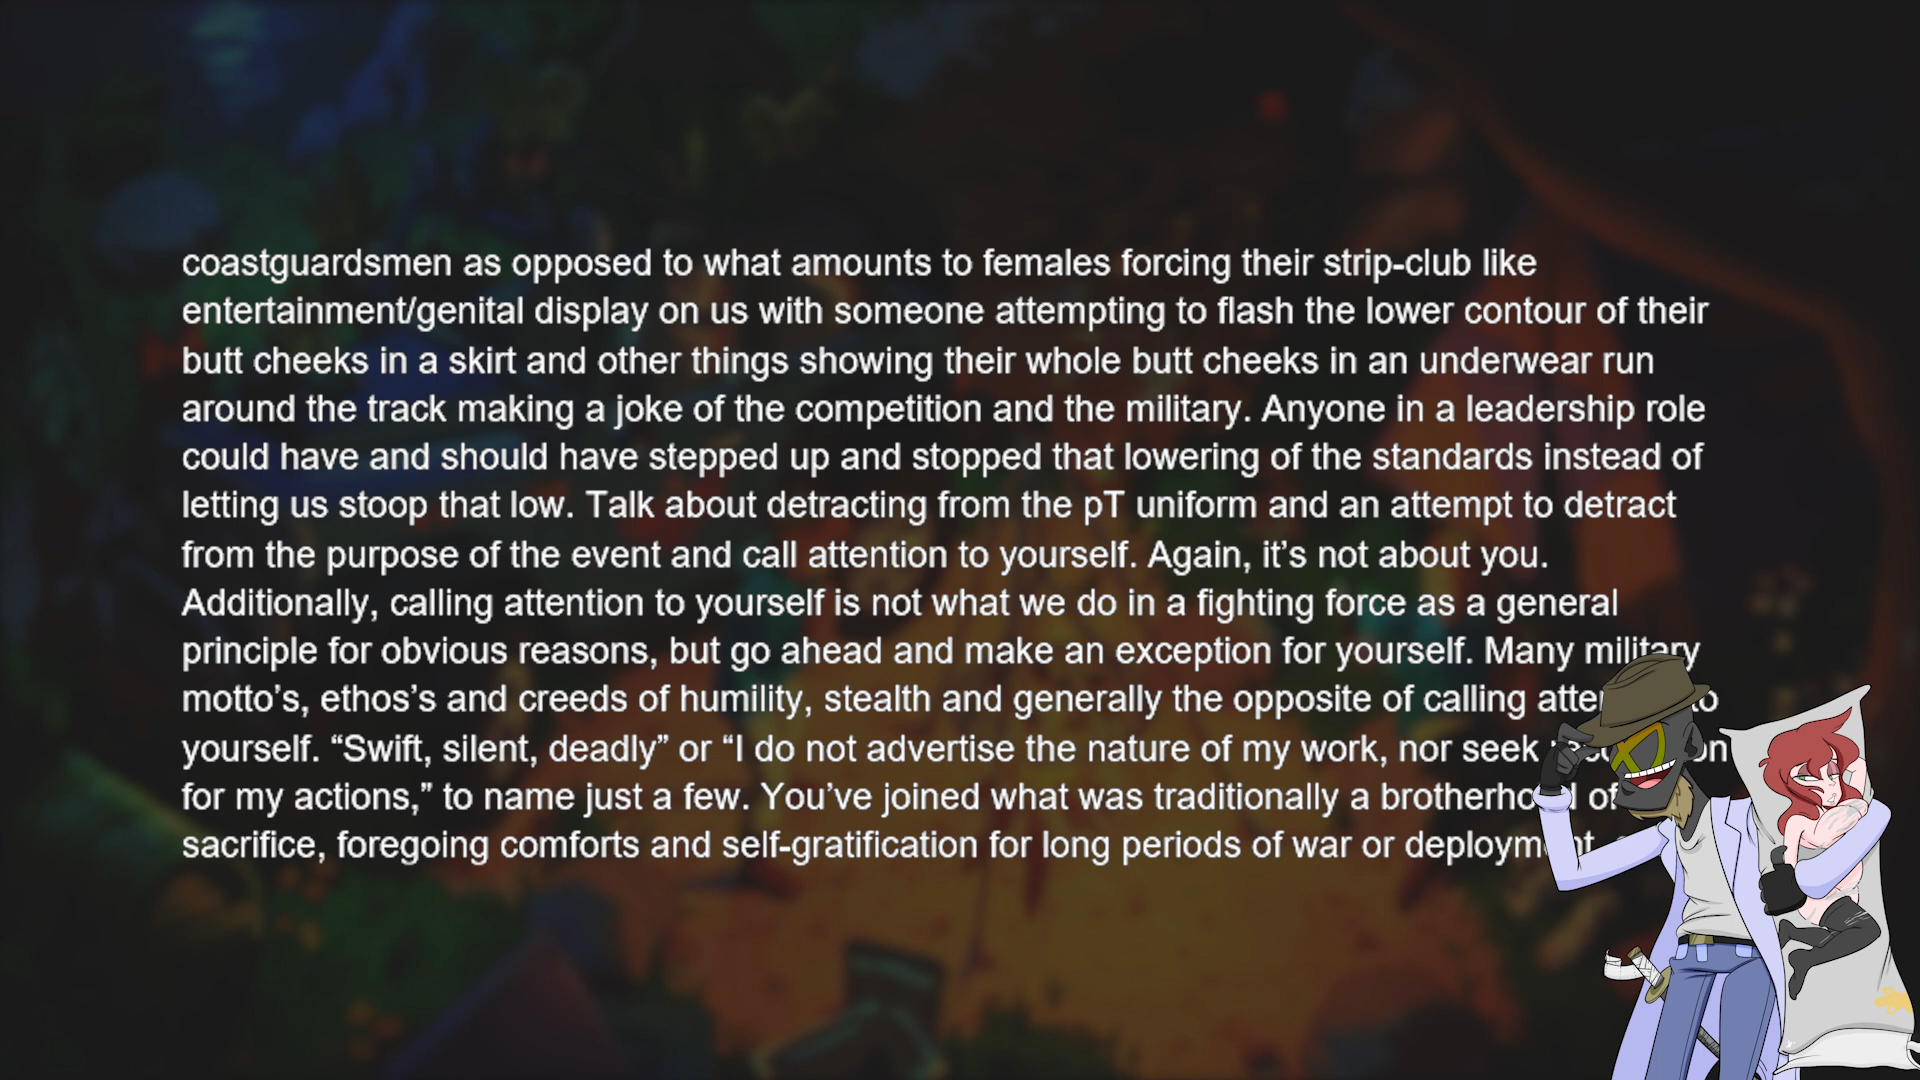 coastguardsmen as opposed to what amounts to females forcing their strip-club like
entertainment/genital display on us with someone attempting to flash the lower contour of their
butt cheeks in a skirt and other things showing their whole butt cheeks in an underwear run
around the track making a joke of the competition and the military. Anyone in a leadership role
could have and should have stepped up and stopped that lowering of the standards instead of
letting us stoop that low. Talk about detracting from the pT uniform and an attempt to detract
from the purpose of the event and call attention to yourself. Again, it’s not about you.
Additionally, calling attention to yourself is not what we do in a fighting force as a general
principle for obvious reasons, but go ahead and make an exception for yourself. Many military
motto’s, ethos’s and creeds of humility, stealth and generally the opposite of calling to
yourself. “Swift, silent, deadly” or “I do not advertise the nature of my work, nor seek
for my actions,” to name just a few. You’ve joined what was traditionally a brotherhood of
sacrifice, foregoing comforts and self-gratification for long periods of war or deployment